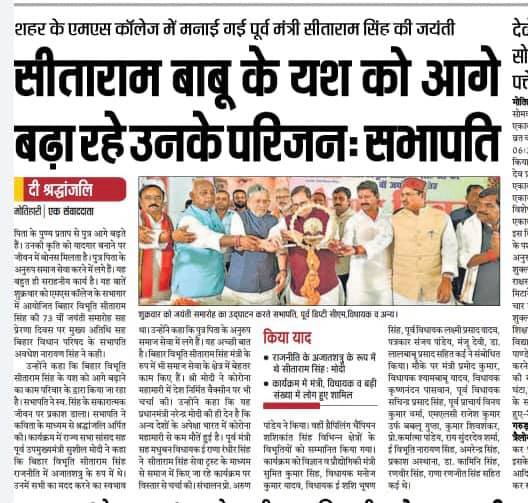 शहर के एमएस कॉलेज में मनाई गई पूर्व मंत्री सीताराम सिंह की जयंती
सीताराम बाबू के यश को आगे
बढ़ा रहे उनके परिजन: सभापति
दी श्रद्धांजलि
मोतिहारी | एक संवाददाता
पिता के पुण्य प्रताप से पुत्र आगे बढ़ते
हैं। उनकी कृति को यादगार बनाने पर
जीवन में बोनस मिलता है। पुत्र पिता के
अनुरुप समाज सेवा करने में लगे हैं। यह
बहुत ही सराहनीय कार्य है। यह बातें
शुक्रवार को एमएस कॉलेज के सभागार
में आयोजित बिहार विभूति सीताराम
सिंह की 73 वीं जयंती समारोह सह
प्रेरणा दिवस पर मुख्य अतिथि सह
बिहार विधान परिषद के सभापति
अवधेश नारायण सिंह ने कही।
उन्होंने कहा कि बिहार विभूति
सीताराम सिंह के यश को आगे बढ़ाने
का काम परिवार के द्वारा किया जा रहा
है। सभापति ने स्व. सिंह के सकारात्मक
जीवन पर प्रकाश डाला। सभापति ने
कविता के माध्यम से श्रद्धांजलि अर्पित
की। कार्यक्रम में राज्य सभा सांसद सह
पूर्व उपमुख्यमंत्री सुशील मोदी ने कहा
कि बिहार विभूति सीताराम सिंह
राजनीति में अजातशत्रु के रूप में थे।
उनमें सभी का मदद करने का स्वभाव
शुक्रवार को जयंती समारोह का उद्घाटन करते सभापति, पूर्व डिप्टी सीएम,विधायक व अन्य।
था। उन्होंने कहा कि पुत्र पिता के अनुरुप
समाज सेवा में लगे हैं। यह अच्छी बात
है। बिहार विभूति सीताराम सिंह मंत्री के
रूप में भी समाज सेवा के क्षेत्र में बेहतर
काम किए हैं। श्री मोदी ने कोरोना
महामारी में देश निर्मित वैक्सीन पर भी
चर्चा की। उन्होंने कहा कि यह
प्रधानमंत्री नरेन्द्र मोदी की ही देन है कि
अन्य देशों के अपेक्षा भारत में कोरोना
महामारी से कम मौतें हुई है। पूर्व मंत्री
सह मधुबन विधायक ई राणा रंधीर सिंह
ने सीताराम सिंह सेवा ट्रस्ट के माध्यम
से समाज में किए जा रहे कार्यों पर
विस्तार से चर्चा की। संचालन प्रो. अरुण
किया याद
राजनीति के अजातशत्रु के रूप में
थे सीताराम सिंह: मोदी
कार्यक्रम में मंत्री, विधायक व बड़ी
संख्या में लोग हुए शामिल
पांडेय ने किया। वहीं हैप्पिलिंग चैंपियन
शशिकांत सिंह विभिन्न क्षेत्रों के
विभूतियों को सम्मानित किया गया।
कार्यक्रम को विज्ञान व प्रौद्योगिकी मंत्री
सुमित कुमार सिंह, विधायक मनोज
कुमार यादव, विधायक ई शशि भूषण
सिंह, पूर्व विधायक लक्ष्मी प्रसाद यादव,
पत्रकार संजय पांडेय, मंजू देवी, डा.
लालबाबू प्रसाद सहित कई ने संबोधित
किया। मौके पर मंत्री प्रमोद कुमार,
विधायक श्यामबाबू यादव, विधायक
कृष्णनंदन पासवान, पूर्व विधायक
सचिन्द्र प्रसाद सिंह, पूर्व प्राचार्य विनय
कुमार वर्मा, एमएलसी राजेश कुमार
उर्फ बबलू गुप्ता, कुमार शिवशंकर,
प्रो.कर्मात्मा पांडेय, राय सुंदरदेव शर्मा,
ई विभूति नारायण सिंह, अमरेन्द्र सिंह,
प्रकाश अस्थाना, डा. कामिनि सिंह,
रणधीर सिंह, राणा रणजीत सिंह सहित
कई थे।